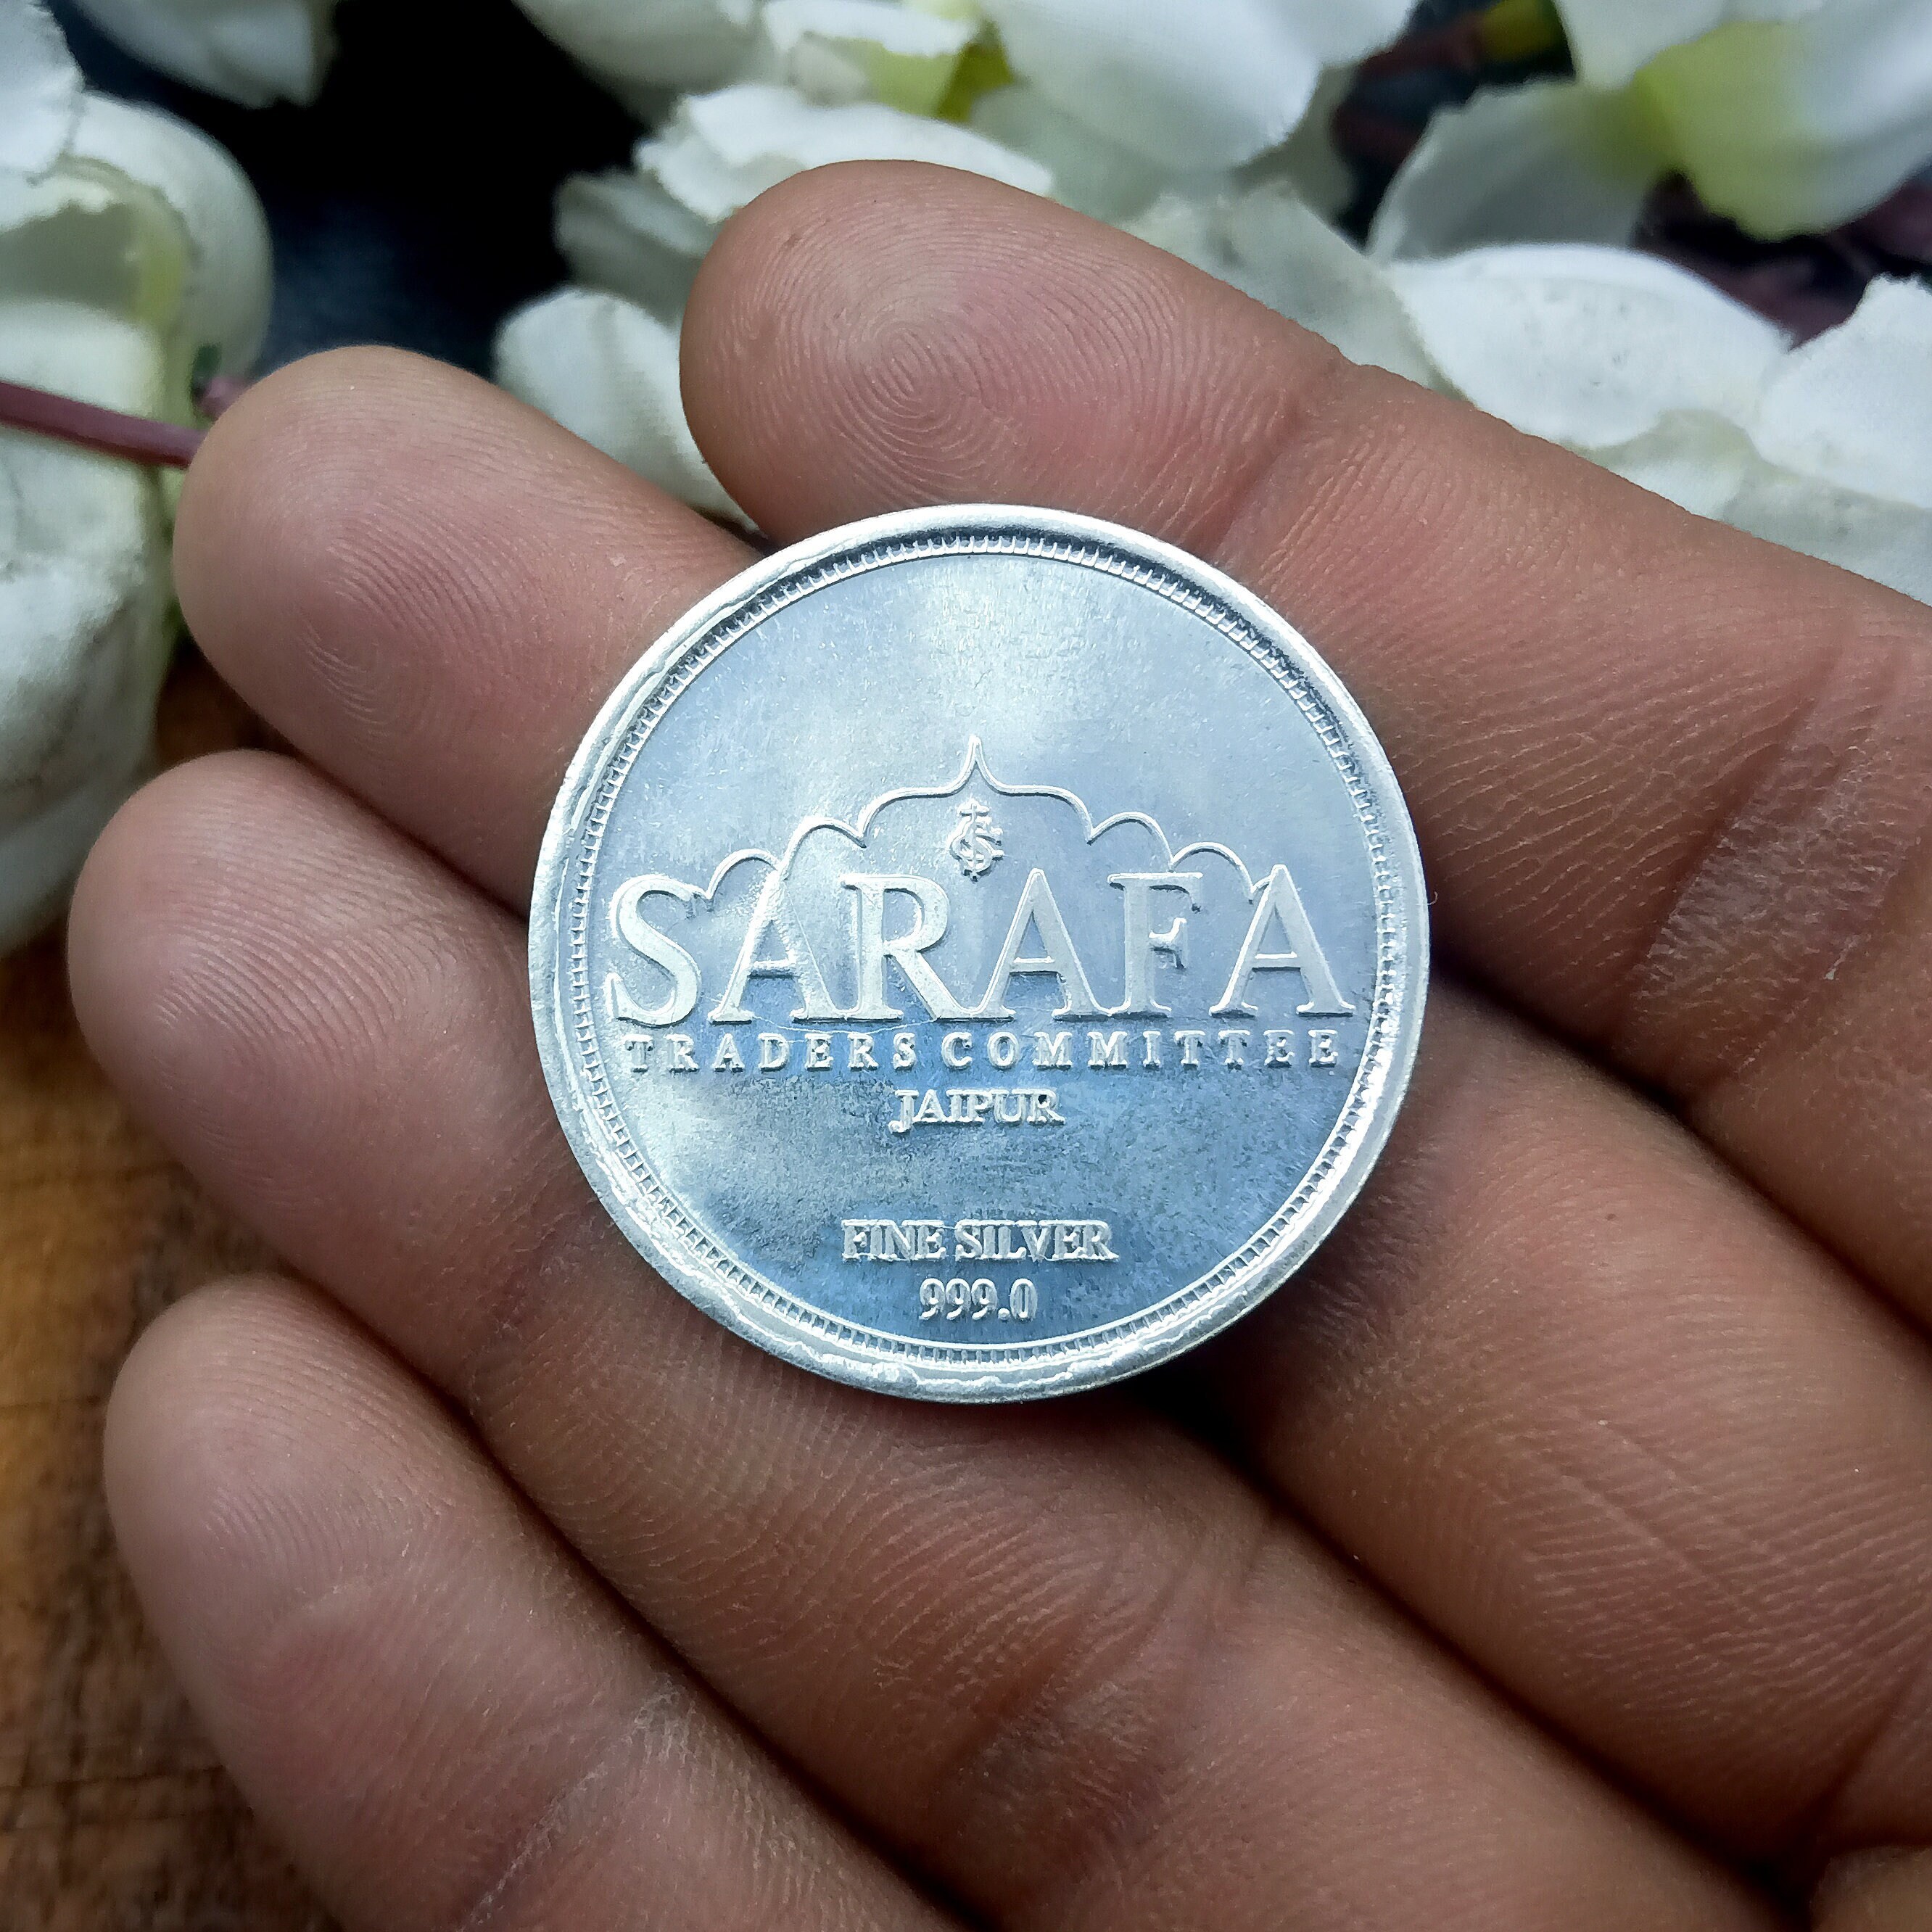 SARAFA
TRADERS COMMITTEE
JAIPUR
FINE SILVER
999.0